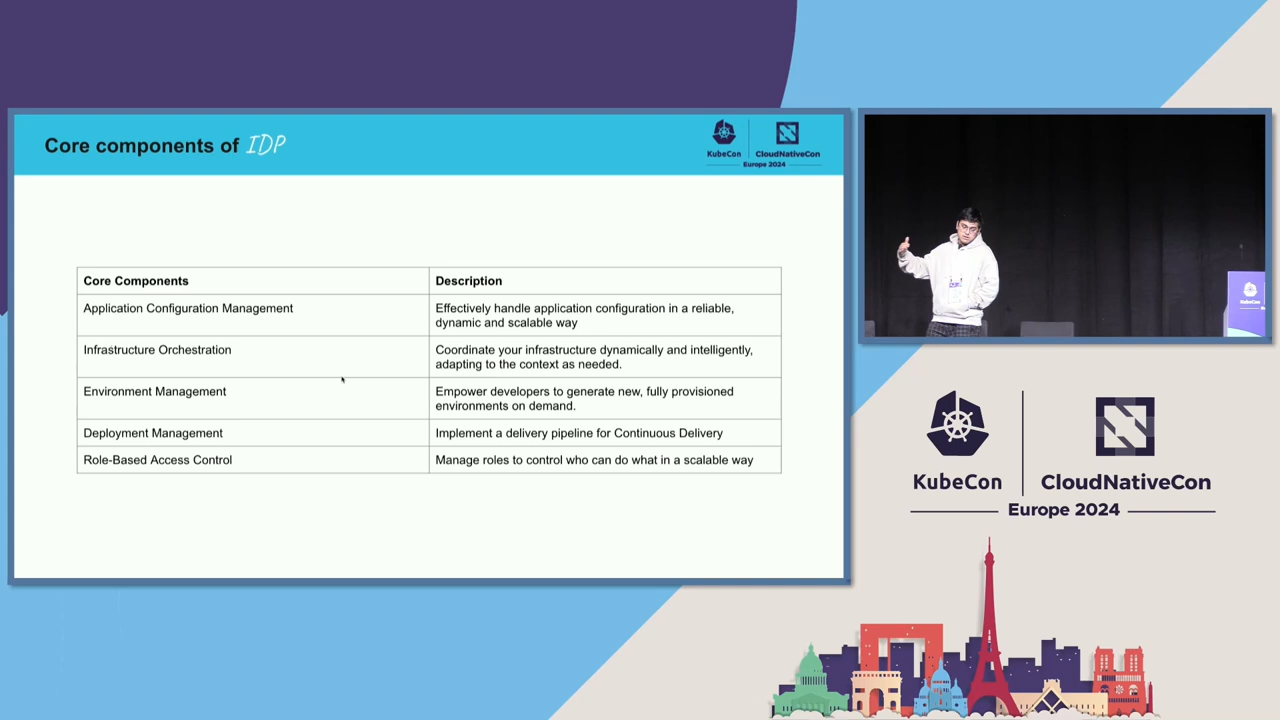 Core components of IDP
KubeCon
CloudNativeCon
Europe 2024
Core Components
Description
Application Configuration Management
Effectively handle application configuration in a reliable,
dynamic and scalable way
Infrastructure Orchestration
Coordinate your infrastructure dynamically and intelligently,
adapting to the context as needed.
Environment Management
Empower developers to generate new, fully provisioned
environments on demand.
Deployment Management
Implement a delivery pipeline for Continuous Delivery
Role-Based Access Control
Manage roles to control who can do what in a scalable way
KubeCon
CloudNativeCon
Europe 2024